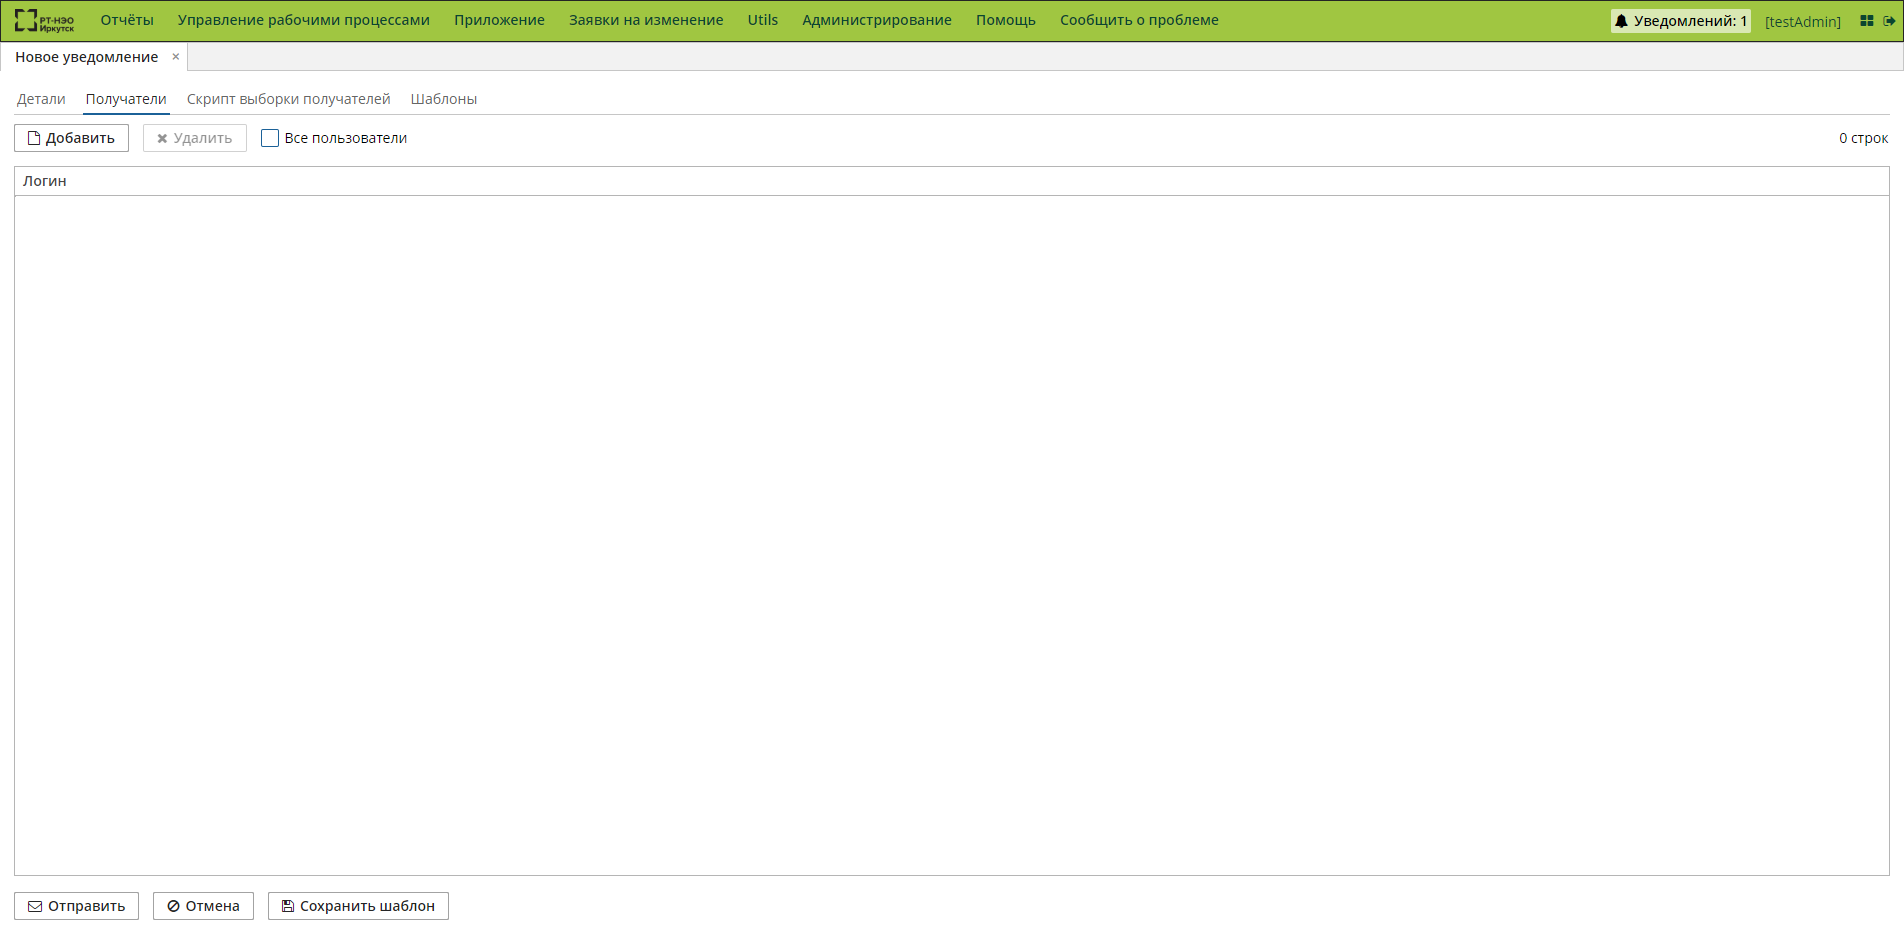 РТ-НЭО
Иркутск
Отчёты Управление рабочими процессами Приложение Заявки на изменение Utils Администрирование Помощь Сообщить о проблеме Уведомлений: 1 [testAdmin]
Новое уведомление ×
Детали Получатели Скрипт выборки получателей Шаблоны
Добавить Удалить Все пользователи 0 строк
Логин
Отправить Отмена Сохранить шаблон